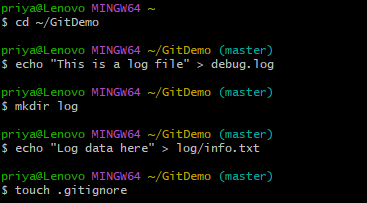 priya@Lenovo MINGW64 ~
$ cd ~/GitDemo
priya@Lenovo MINGW64 ~/GitDemo (master)
$ echo "This is a log file" > debug.log
priya@Lenovo MINGW64 ~/GitDemo (master)
$ mkdir log
priya@Lenovo MINGW64 ~/GitDemo (master)
$ echo "Log data here" > log/info.txt
priya@Lenovo MINGW64 ~/GitDemo (master)
$ touch .gitignore